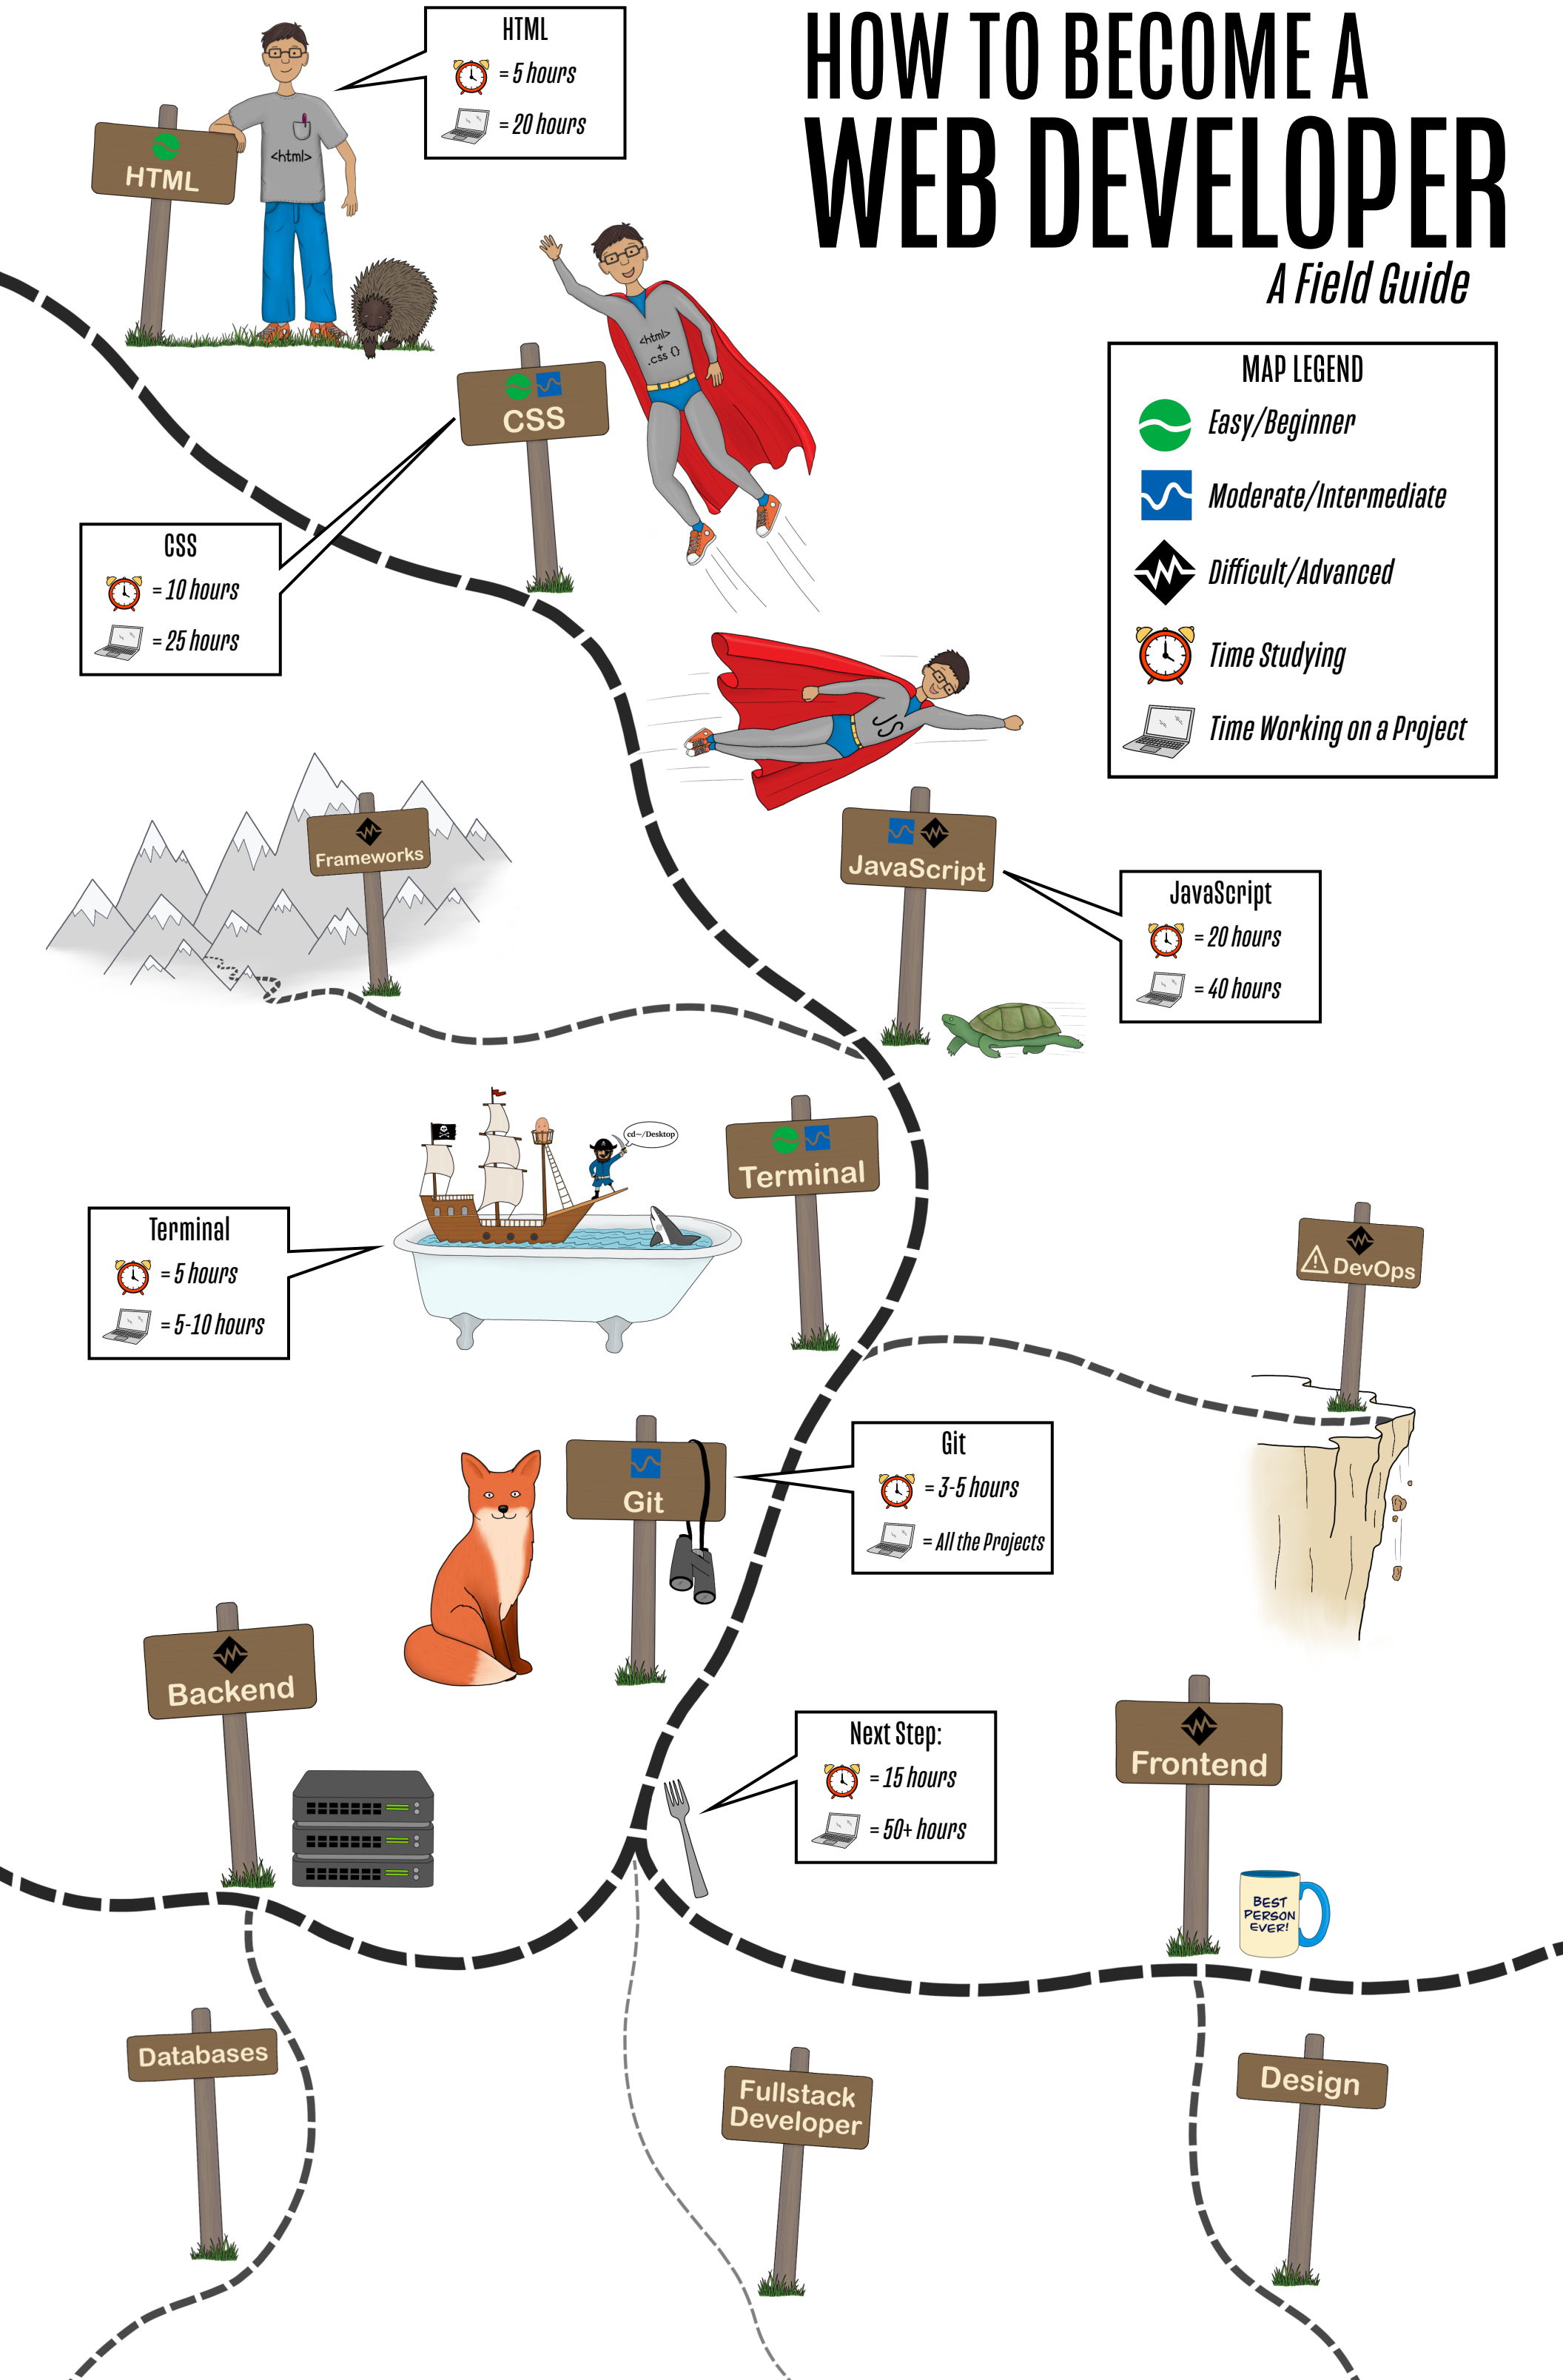 HOW TO BECOME A
WEB DEVELOPER
A Field Guide
HTML
= 5 hours
= 20 hours
HTML
<html>
<html>
+
.css {}
CSS
CSS
= 10 hours
= 25 hours
MAP LEGEND
Easy/Beginner
Moderate/Intermediate
Difficult/Advanced
Time Studying
Time Working on a Project
JS
Frameworks
JavaScript
JavaScript
= 20 hours
= 40 hours
cd~/Desktop
Terminal
Terminal
= 5 hours
= 5-10 hours
! DevOps
Git
Git
= 3-5 hours
= All the Projects
Backend
Next Step:
= 15 hours
= 50+ hours
Frontend
BEST
PERSON
EVER!
Databases
Fullstack
Developer
Design